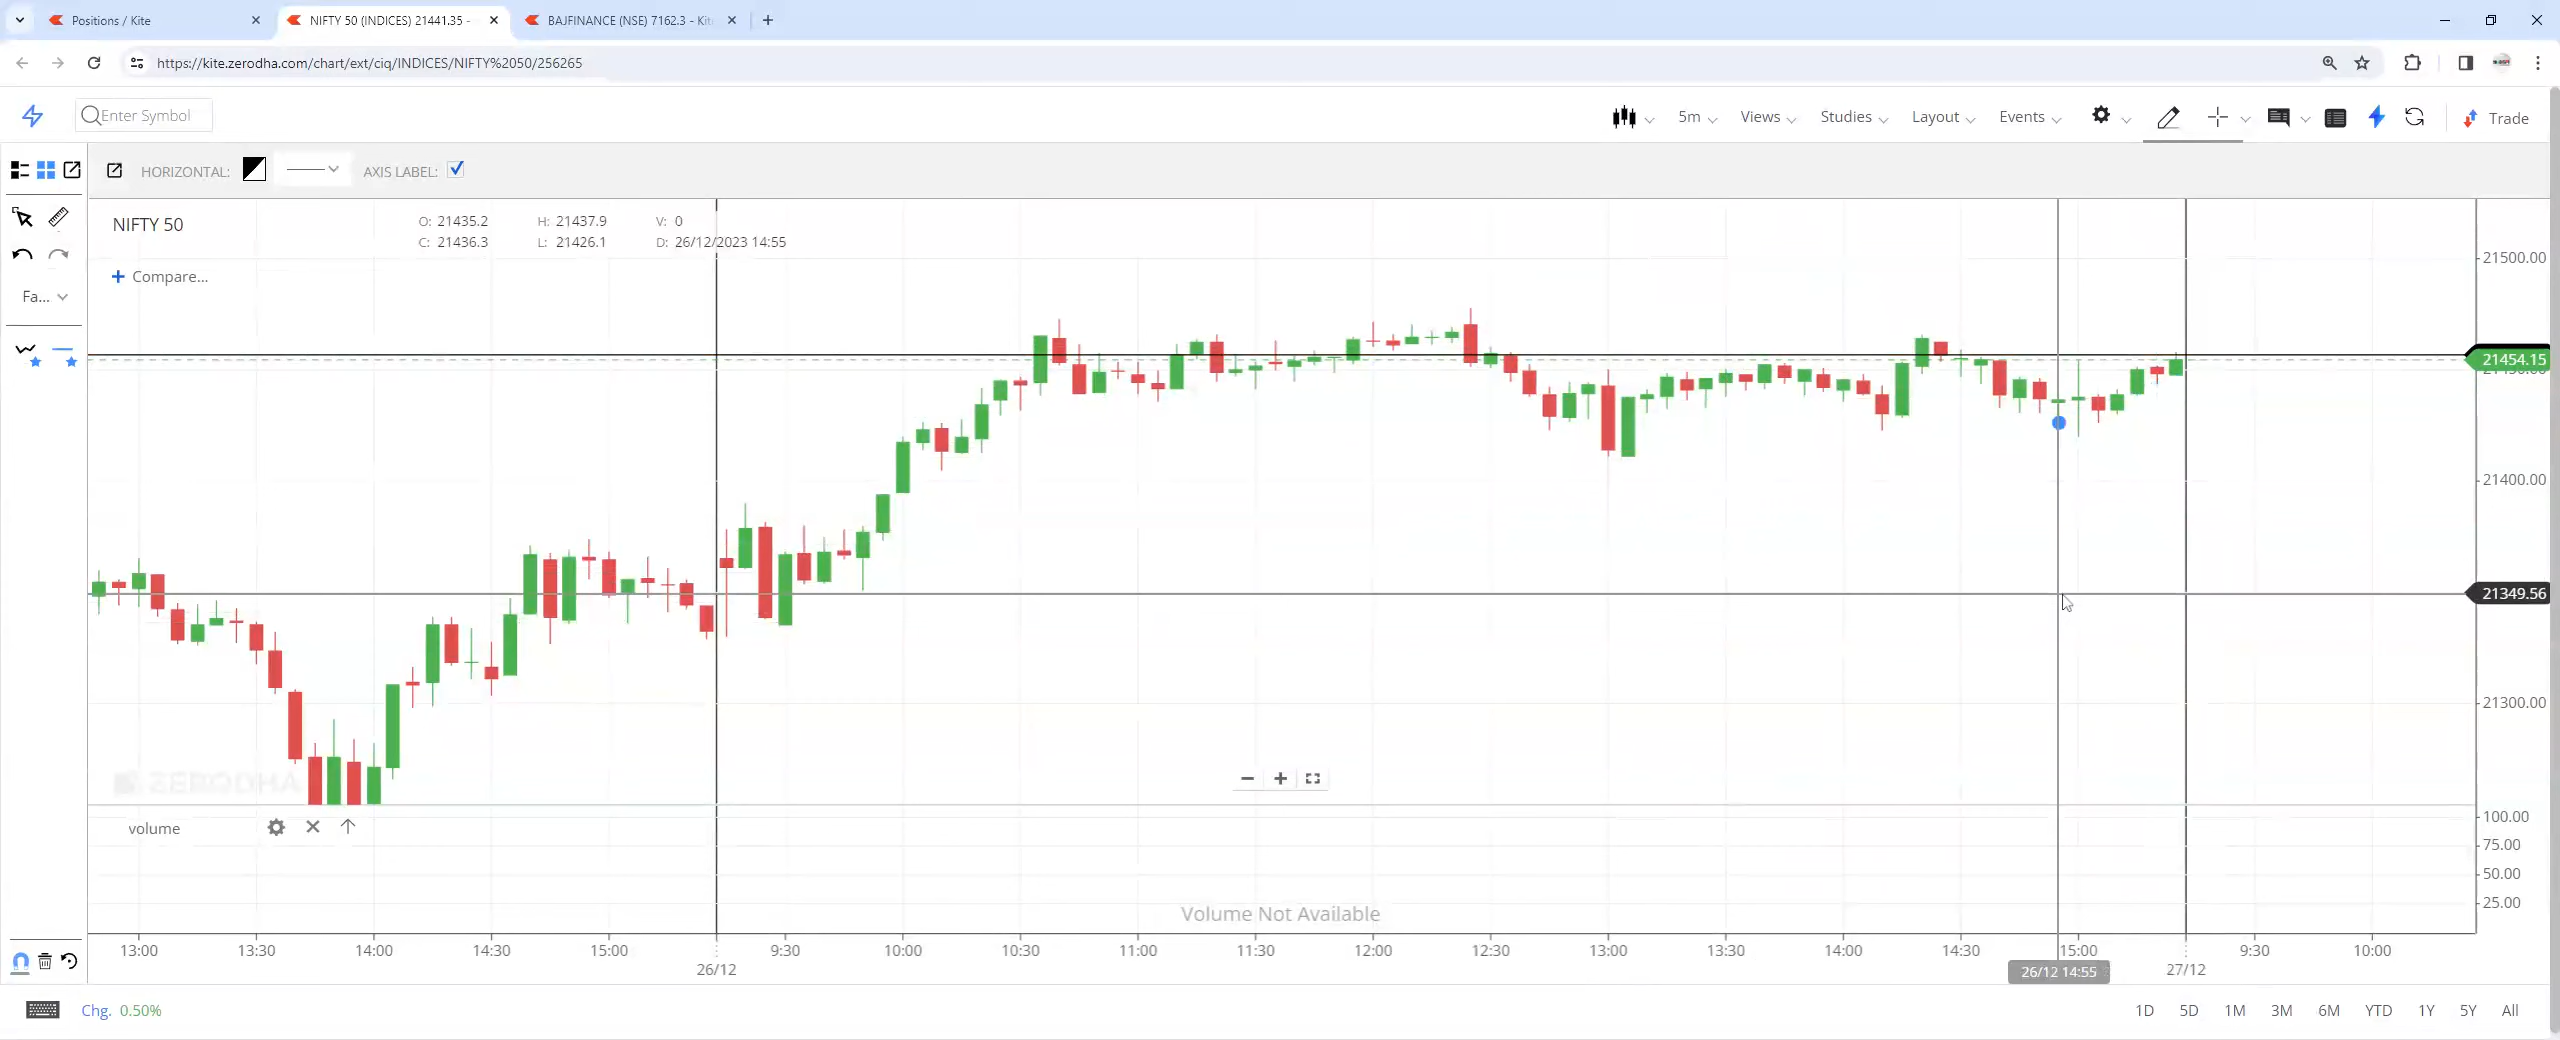 Positions / Kite
NIFTY 50 (INDICES) 21441.35 -
BAJFINANCE (NSE) 7162.3 - Kit
https://kite.zerodha.com/chart/ext/ciq/INDICES/NIFTY%2050/256265
Enter Symbol
5m Views Studies Layout Events Trade
HORIZONTAL: AXIS LABEL:
NIFTY 50
O: 21435.2 H: 21437.9 V: 0
C: 21436.3 L: 21426.1 D: 26/12/2023 14:55
+ Compare...
Fa...
21500.00
21454.15
21400.00
21349.56
21300.00
ZERODHA
volume
100.00
75.00
50.00
25.00
Volume Not Available
13:00 13:30 14:00 14:30 15:00 9:30 10:00 10:30 11:00 11:30 12:00 12:30 13:00 13:30 14:00 14:30 15:00 9:30 10:00
26/12 26/12 14:55 27/12
Chg. 0.50%
1D 5D 1M 3M 6M YTD 1Y 5Y All